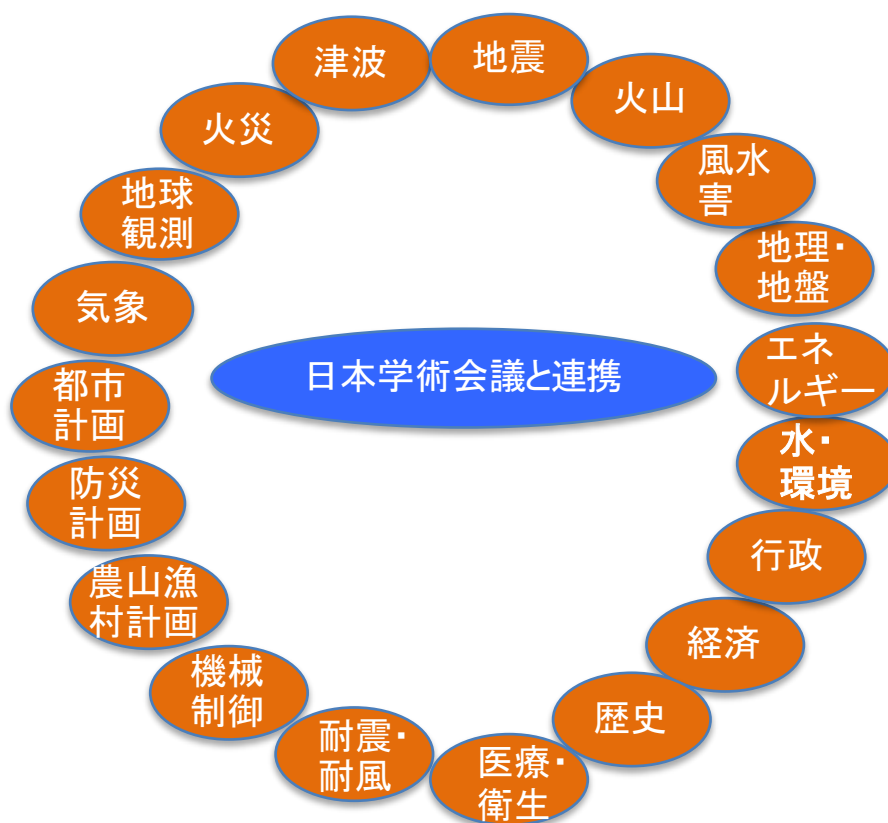 津波
地震
火山
火災
風水
害
地球
観測
地理・
地盤
気象
日本学術会議と連携
エネ
ルギー
都市
計画
水・
環境
防災
計画
行政
農山漁
村計画
経済
機械
制御
歴史
耐震・
耐風
医療・
衛生